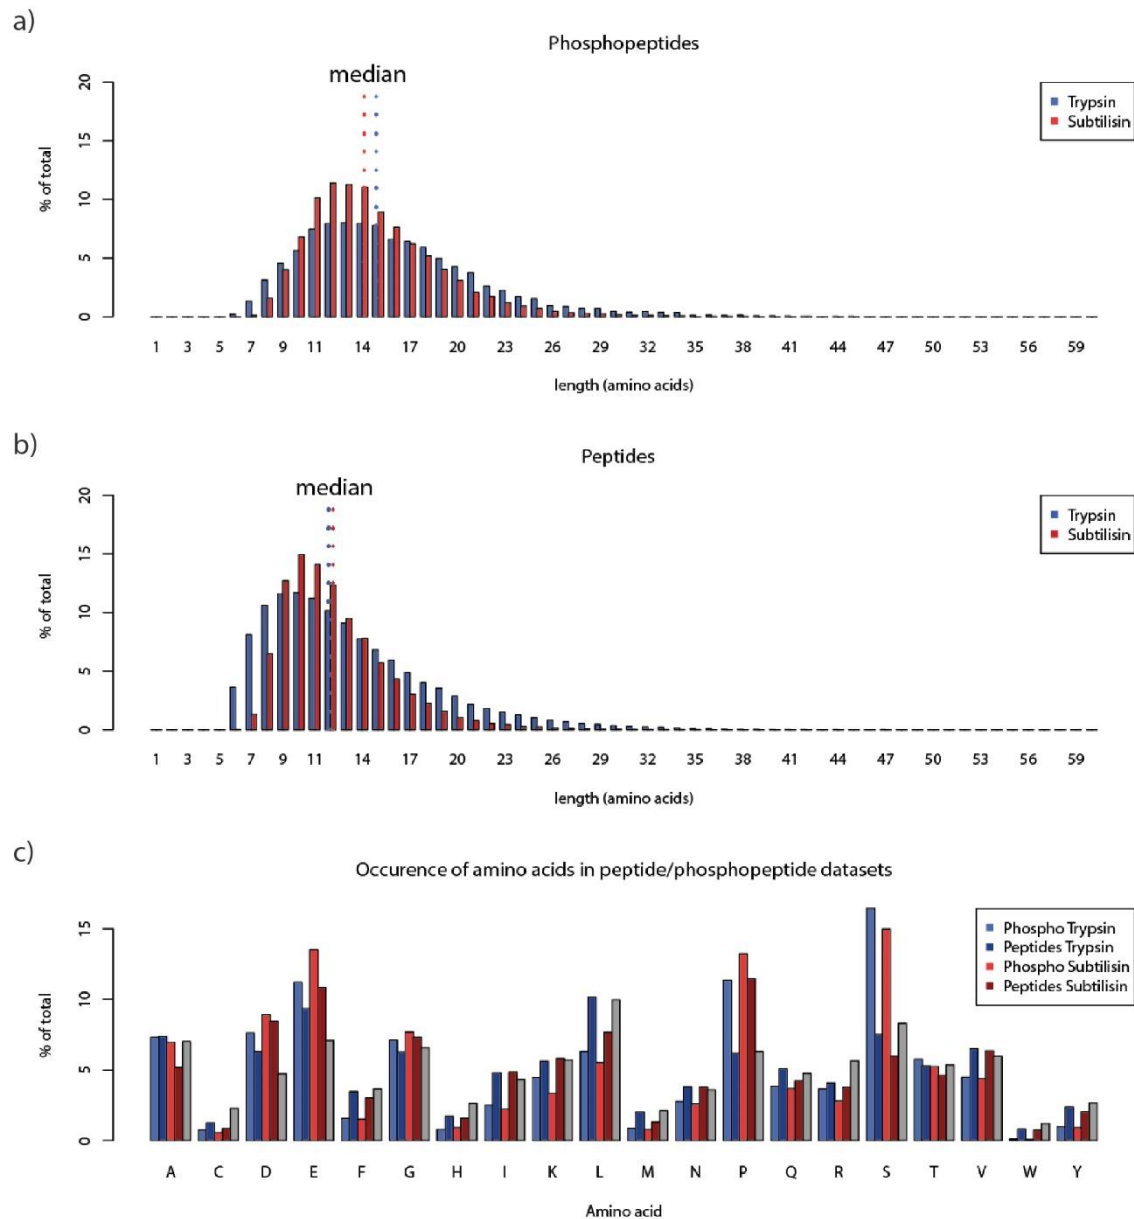 a)
Phosphopeptides
median
20
15
10
5
0
% of total
Trypsin
Subtilisin
1 3 5 7 9 11 14 17 20 23 26 29 32 35 38 41 44 47 50 53 56 59
length (amino acids)
b)
Peptides
median
20
15
10
5
0
% of total
Trypsin
Subtilisin
1 3 5 7 9 11 14 17 20 23 26 29 32 35 38 41 44 47 50 53 56 59
length (amino acids)
c)
Occurence of amino acids in peptide/phosphopeptide datasets
15
10
5
0
% of total
Phospho Trypsin
Peptides Trypsin
Phospho Subtilisin
Peptides Subtilisin
A C D E F G H I K L M N P Q R S T V W Y
Amino acid